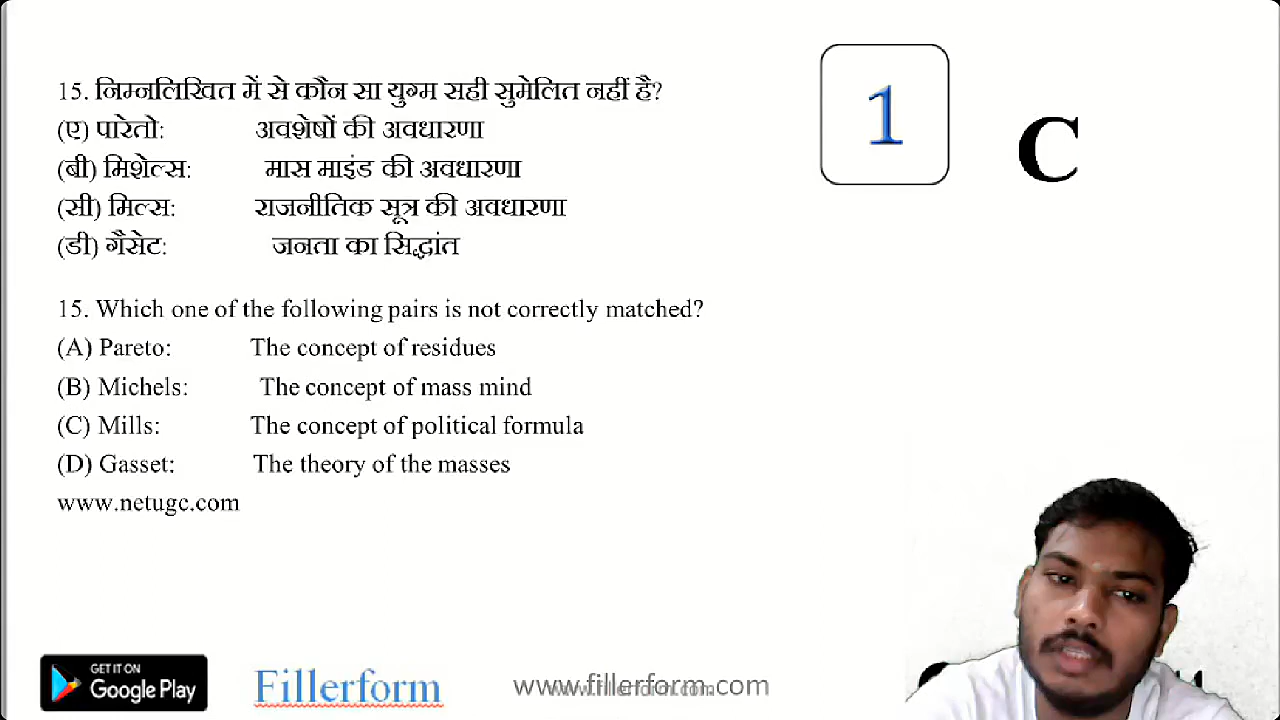 15. निम्नलिखित में से कौन सा युग्म सही सुमेलित नहीं है?
(ए) पारेतो: अवशेषों की अवधारणा
(बी) मिशेल्स: मास माइंड की अवधारणा
(सी) मिल्स: राजनीतिक सूत्र की अवधारणा
(डी) गैसेट: जनता का सिद्धांत
1
C
15. Which one of the following pairs is not correctly matched?
(A) Pareto: The concept of residues
(B) Michels: The concept of mass mind
(C) Mills: The concept of political formula
(D) Gasset: The theory of the masses
www.netugc.com
GET IT ON
Google Play
Fillerform
www.fillerform.com